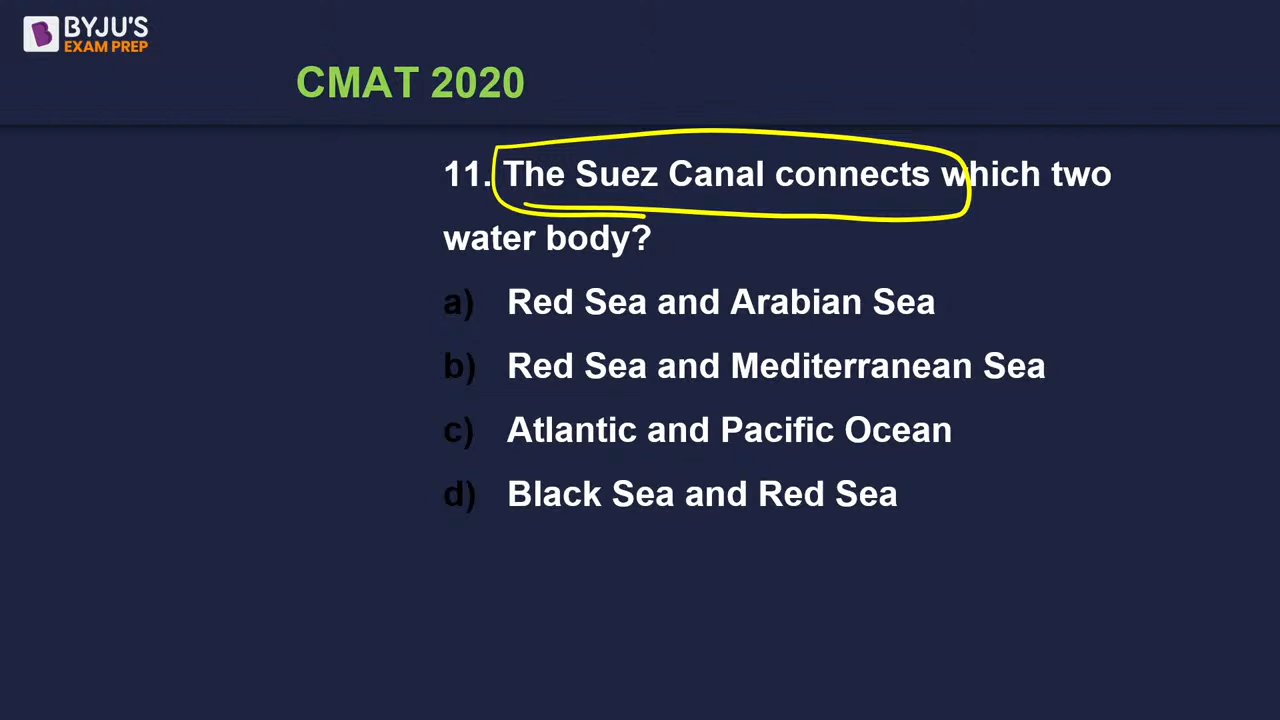 BYJU'S
EXAM PREP
CMAT 2020
11. The Suez Canal connects which two
water body?
a) Red Sea and Arabian Sea
b) Red Sea and Mediterranean Sea
c) Atlantic and Pacific Ocean
d) Black Sea and Red Sea